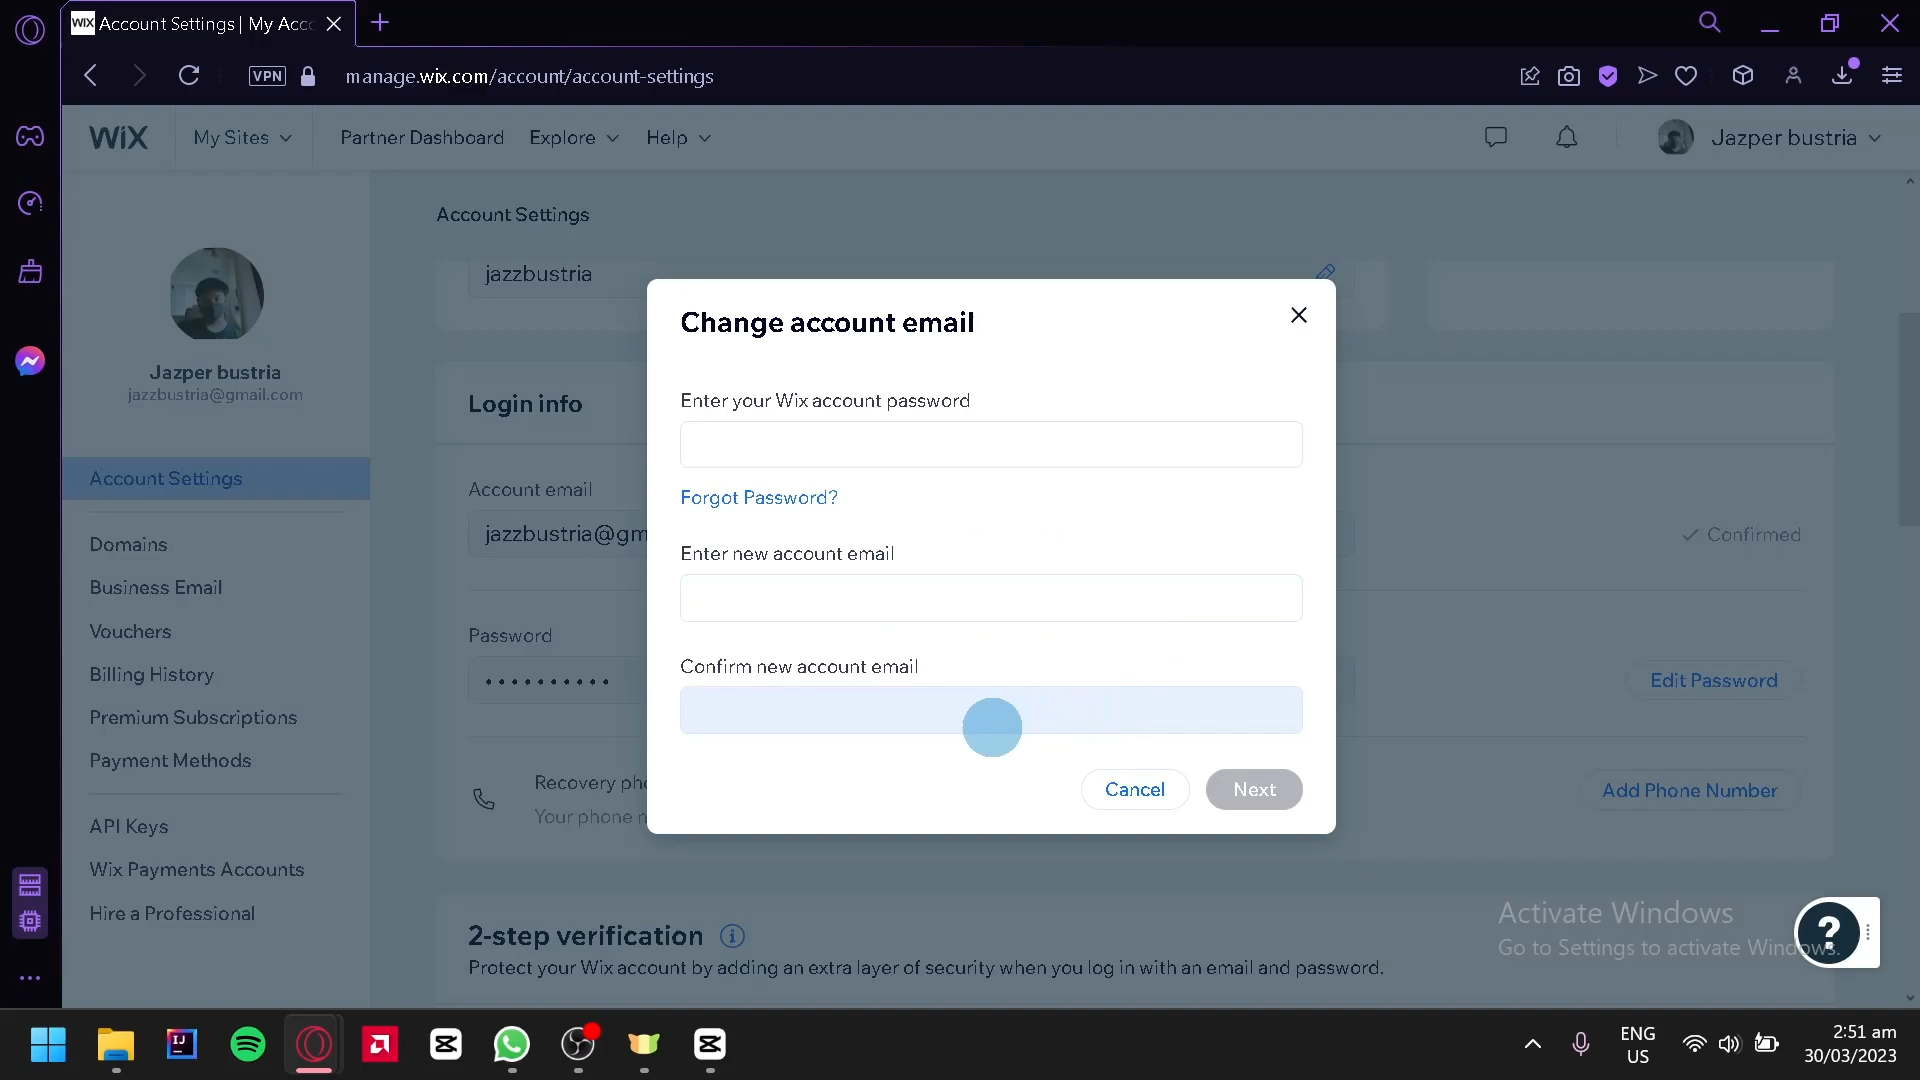 WIX Account Settings | My Acc
VPN manage.wix.com/account/account-settings
WiX My Sites Partner Dashboard Explore Help Jazper bustria
Account Settings
jazzbustria
Change account email
Jazper bustria
jazzbustria@gmail.com
Login info
Enter your Wix account password
Account Settings
Account email
Forgot Password?
jazzbustria@gm
Confirmed
Domains
Enter new account email
Business Email
Vouchers
Password
Confirm new account email
Billing History
Edit Password
Premium Subscriptions
Payment Methods
Recovery pho
Cancel Next Add Phone Number
Your phone n
API Keys
Wix Payments Accounts
Hire a Professional
2-step verification
Protect your Wix account by adding an extra layer of security when you log in with an email and password.
Activate Windows
Go to Settings to activate Windows.
?
IJ
ENG
US
2:51 am
30/03/2023